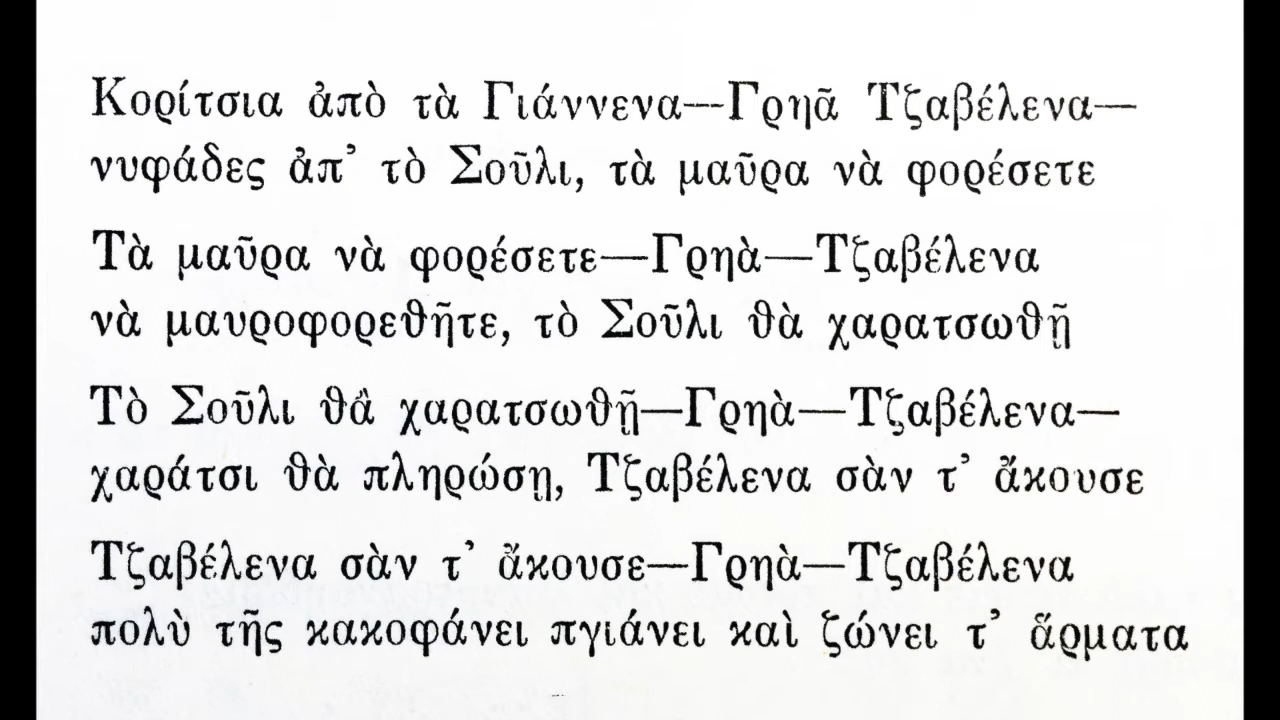 Κορίτσια ἀπὸ τὰ Γιάννενα—Γρηᾶ Τζαβέλενα—
νυφάδες ἀπ᾽ τὸ Σοῦλι, τὰ μαῦρα νὰ φορέσετε
Τὰ μαῦρα νὰ φορέσετε—Γρηὰ—Τζαβέλενα
νὰ μαυροφορεθῆτε, τὸ Σοῦλι θὰ χαρατσωθῇ
Τὸ Σοῦλι θἂ χαρατσωθῇ—Γρηὰ—Τζαβέλενα—
χαράτσι θὰ πληρώσῃ, Τζαβέλενα σὰν τ᾽ ἄκουσε
Τζαβέλενα σὰν τ᾽ ἄκουσε—Γρηὰ—Τζαβέλενα
πολὺ τῆς κακοφάνει πγιάνει καὶ ζώνει τ᾽ ἅρματα